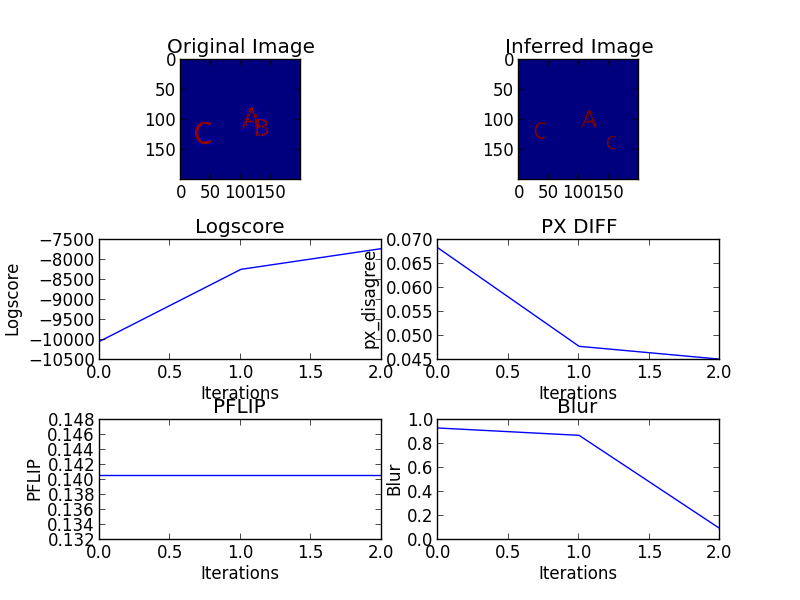 Original Image
0
50
100
150
C A B
0 50 100 150
Inferred Image
0
50
100
150
C A C
0 50 100 150
Logscore
−7500
−8000
−8500
−9000
−9500
−10000
−10500
Logscore
0.0 0.5 1.0 1.5 2.0
Iterations
PX DIFF
0.070
0.065
0.060
0.055
0.050
0.045
px_disagree
0.0 0.5 1.0 1.5 2.0
Iterations
PFLIP
0.148
0.146
0.144
0.142
0.140
0.138
0.136
0.134
0.132
PFLIP
0.0 0.5 1.0 1.5 2.0
Iterations
Blur
1.0
0.8
0.6
0.4
0.2
0.0
Blur
0.0 0.5 1.0 1.5 2.0
Iterations